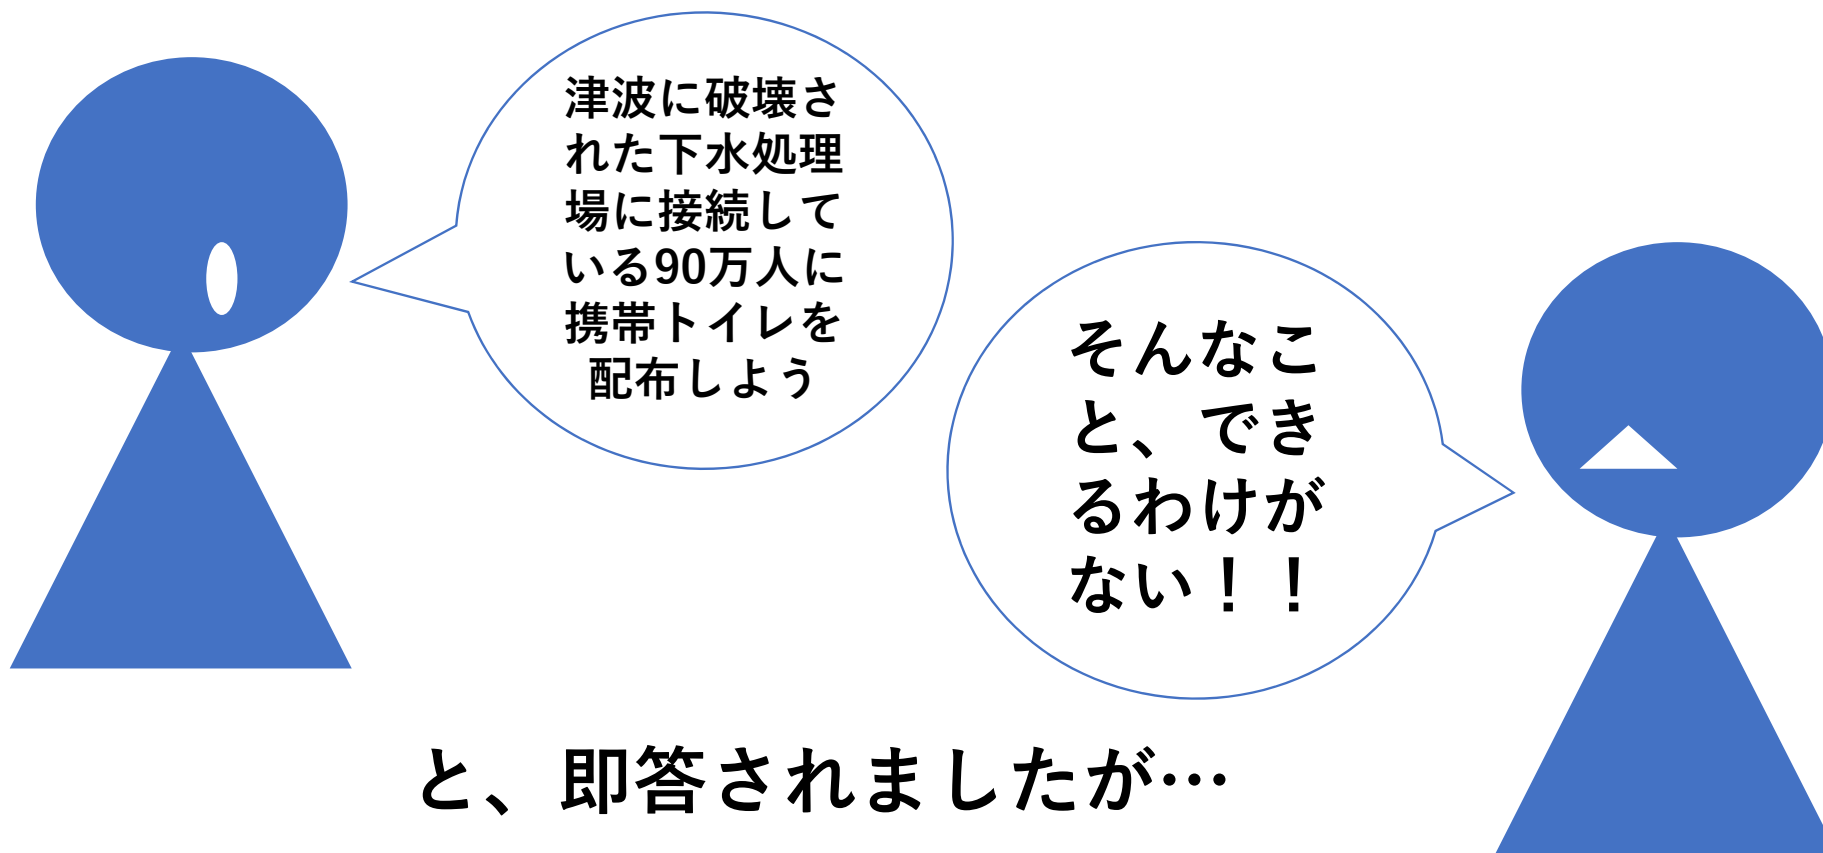 津波に破壊さ
れた下水処理
場に接続して
いる90万人に
携帯トイレを
配布しよう
そんなこ
と、でき
るわけが
ない！！
と、即答されましたが…